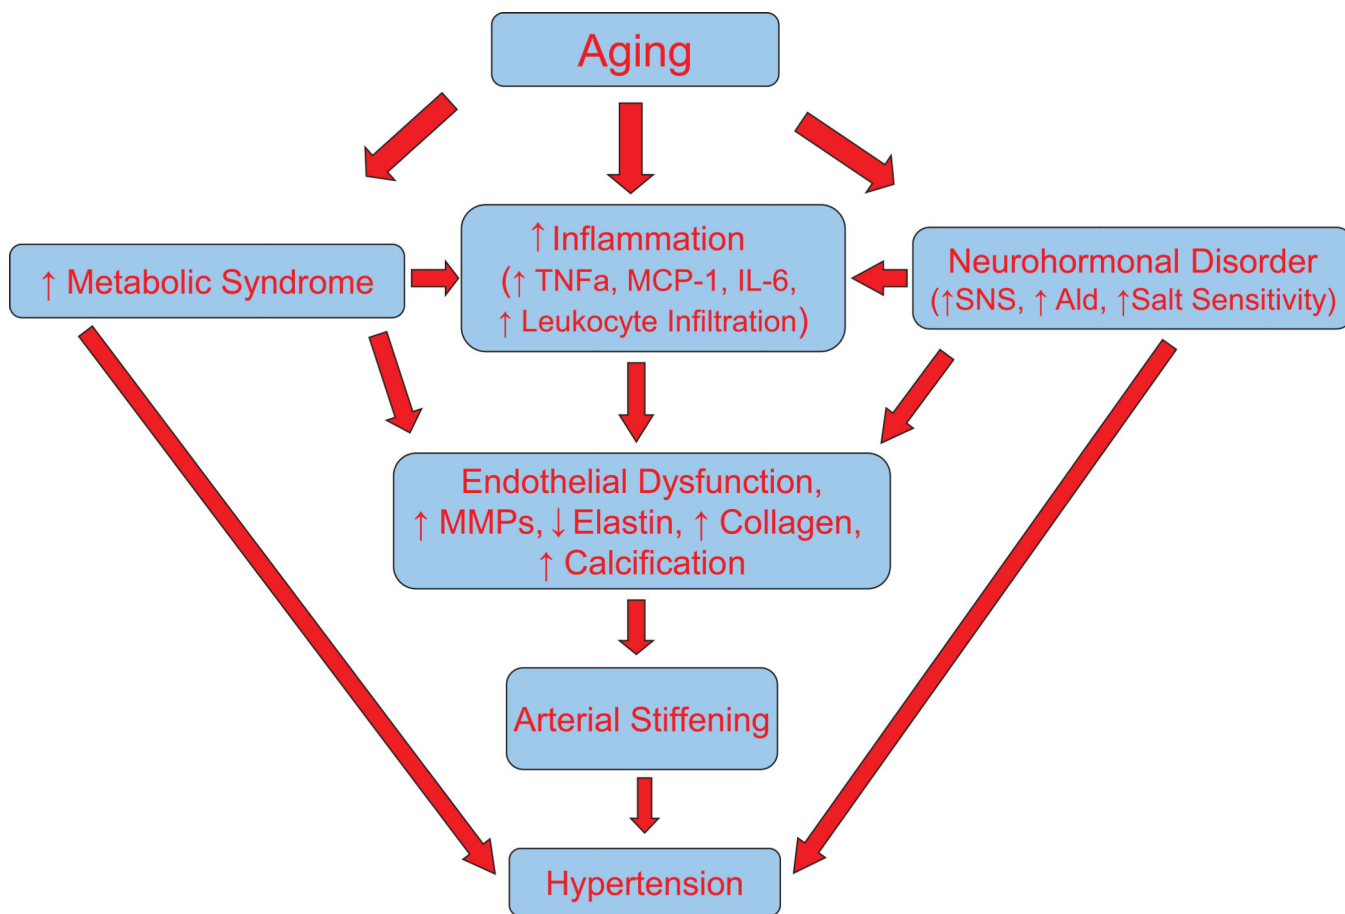 Aging
↑ Inflammation
(↑ TNFa, MCP-1, IL-6,
↑ Leukocyte Infiltration)
↑ Metabolic Syndrome
Neurohormonal Disorder
(↑SNS, ↑ Ald, ↑Salt Sensitivity)
Endothelial Dysfunction,
↑ MMPs, ↓ Elastin, ↑ Collagen,
↑ Calcification
Arterial Stiffening
Hypertension